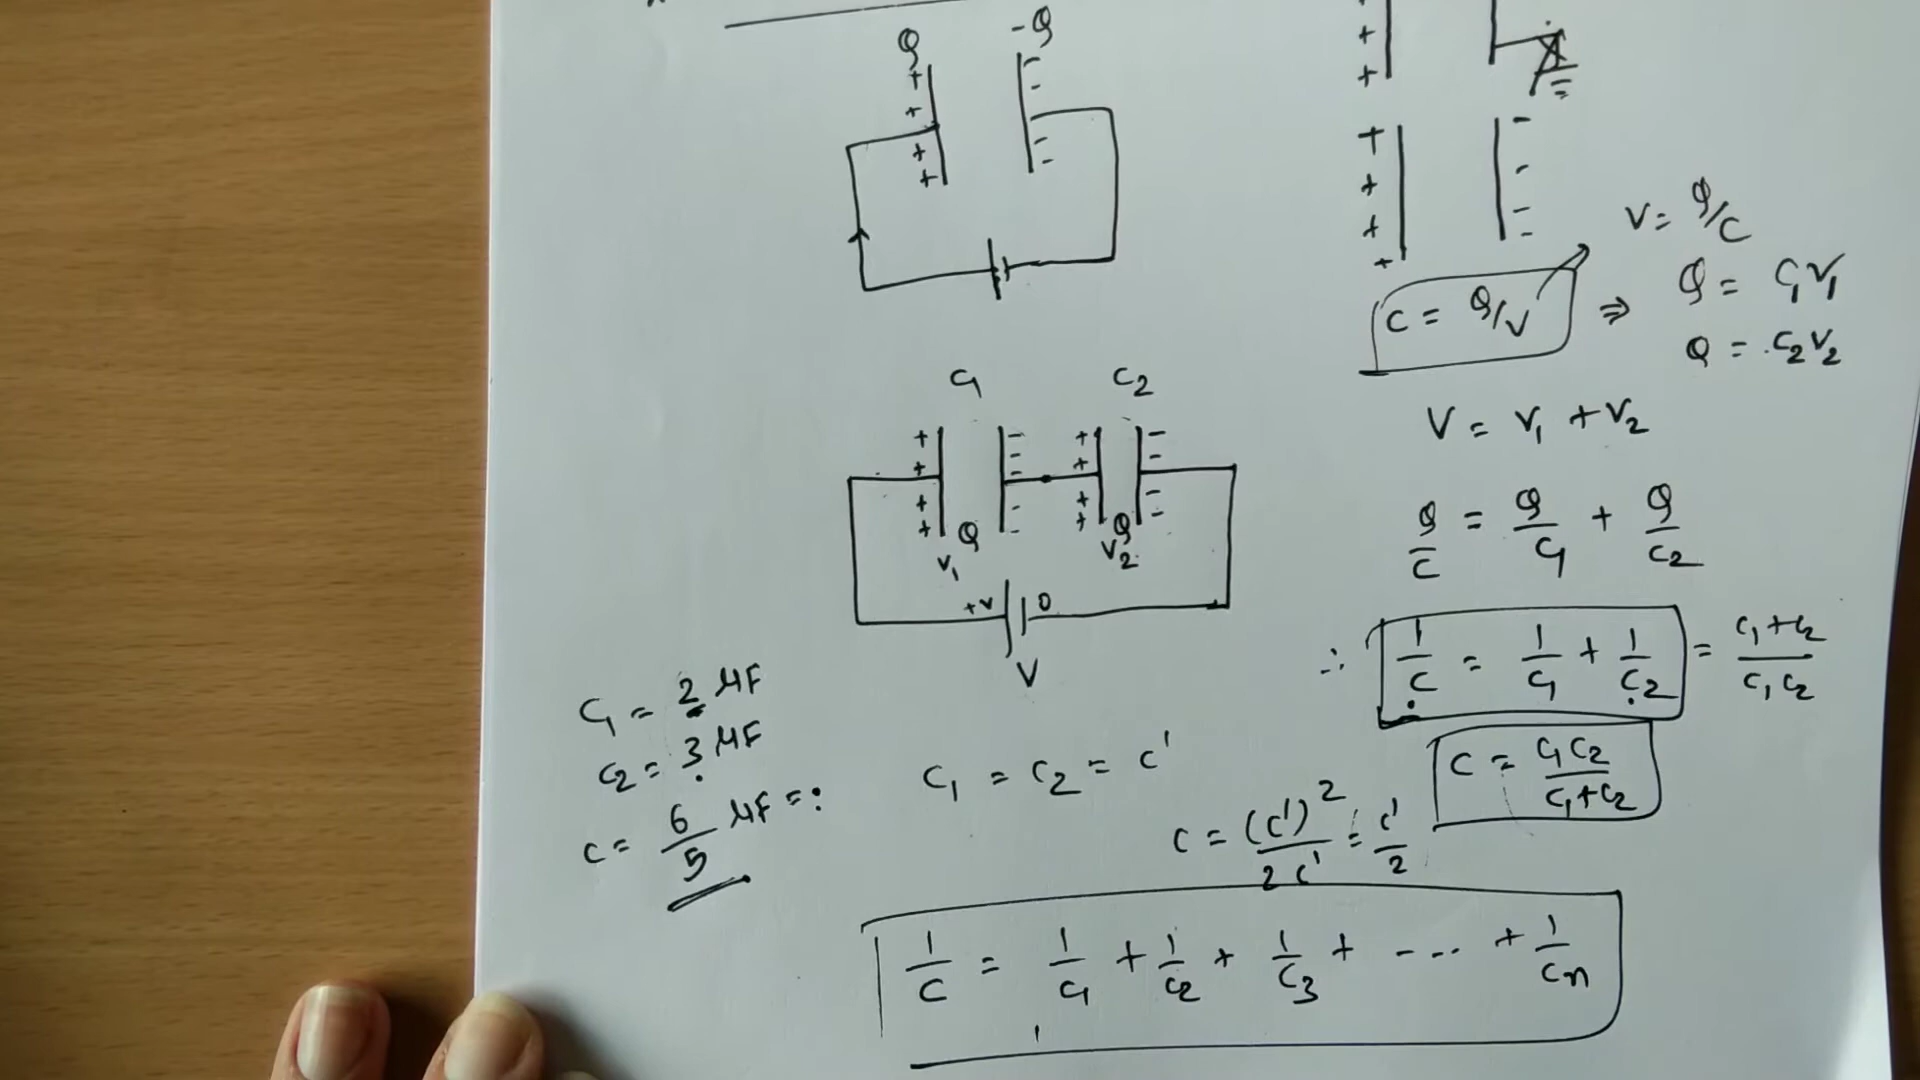 Q -Q
+ + + +
- - - -
+ +
+ + + +
- - - -
V = Q/C
C = Q/V ⇒ Q = C1V1
Q = C2V2
C1 C2
+ + + + - - - - - + + + + - - - -
Q Q
V1 V2
+V 0
V
V = V1 + V2
Q/C = Q/C1 + Q/C2
∴ 1/C = 1/C1 + 1/C2 = C1+C2/C1C2
C = C1C2/C1+C2
C1 = 2 µF
C2 = 3 µF
C = 6/5 µF = ?
C1 = C2 = C'
C = (C')²/2C' = C'/2
1/C = 1/C1 + 1/C2 + 1/C3 + ---- + 1/Cn